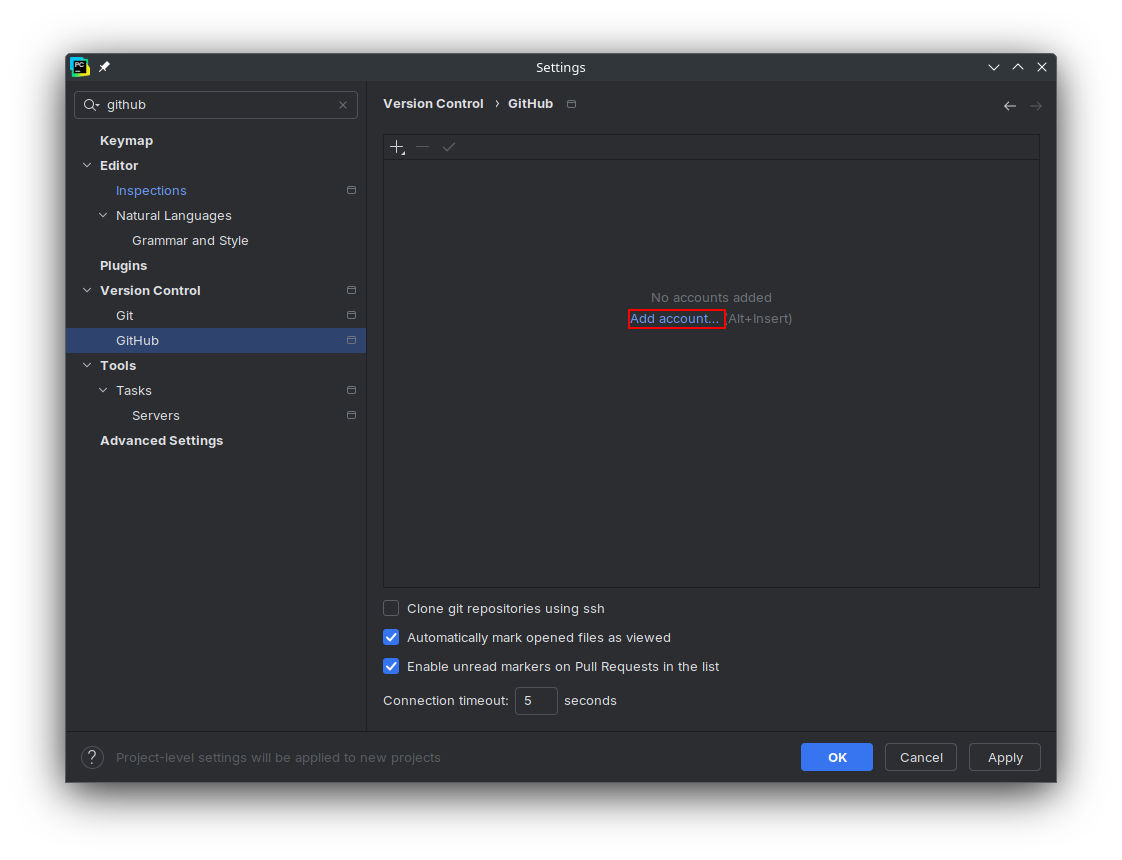 PC
Settings
github
Keymap
Editor
Inspections
Natural Languages
Grammar and Style
Plugins
Version Control
Git
GitHub
Tools
Tasks
Servers
Advanced Settings
Version Control › GitHub
No accounts added
Add account... (Alt+Insert)
Clone git repositories using ssh
Automatically mark opened files as viewed
Enable unread markers on Pull Requests in the list
Connection timeout: 5 seconds
? Project-level settings will be applied to new projects
OK Cancel Apply